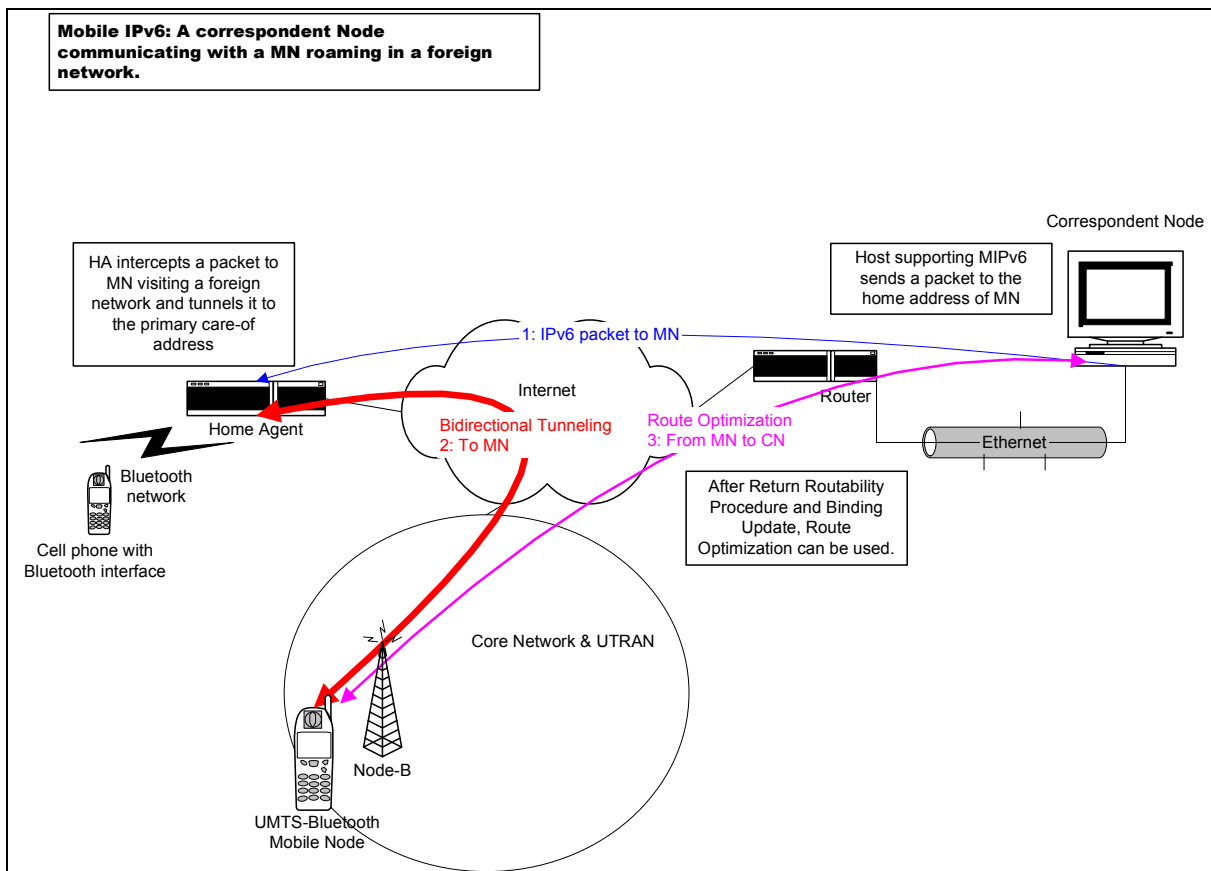 Mobile IPv6: A correspondent Node
communicating with a MN roaming in a foreign
network.
Correspondent Node
HA intercepts a packet to
MN visiting a foreign
network and tunnels it to
the primary care-of
address
Host supporting MIPv6
sends a packet to the
home address of MN
1: IPv6 packet to MN
Internet
Router
Home Agent
Bidirectional Tunneling
2: To MN
Route Optimization
3: From MN to CN
Ethernet
Bluetooth
network
Cell phone with
Bluetooth interface
After Return Routability
Procedure and Binding
Update, Route
Optimization can be used.
Core Network & UTRAN
Node-B
UMTS-Bluetooth
Mobile Node